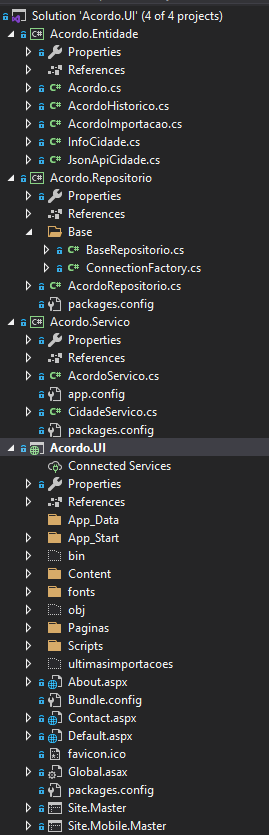 Solution 'Acordo.UI' (4 of 4 projects)
C# Acordo.Entidade
Properties
References
C# Acordo.cs
C# AcordoHistorico.cs
C# AcordoImportacao.cs
C# InfoCidade.cs
C# JsonApiCidade.cs
C# Acordo.Repositorio
Properties
References
Base
C# BaseRepositorio.cs
C# ConnectionFactory.cs
C# AcordoRepositorio.cs
packages.config
C# Acordo.Servico
Properties
References
C# AcordoServico.cs
app.config
C# CidadeServico.cs
packages.config
Acordo.UI
Connected Services
Properties
References
App_Data
App_Start
bin
Content
fonts
obj
Paginas
Scripts
ultimasimportacoes
About.aspx
Bundle.config
Contact.aspx
Default.aspx
favicon.ico
Global.asax
packages.config
Site.Master
Site.Mobile.Master